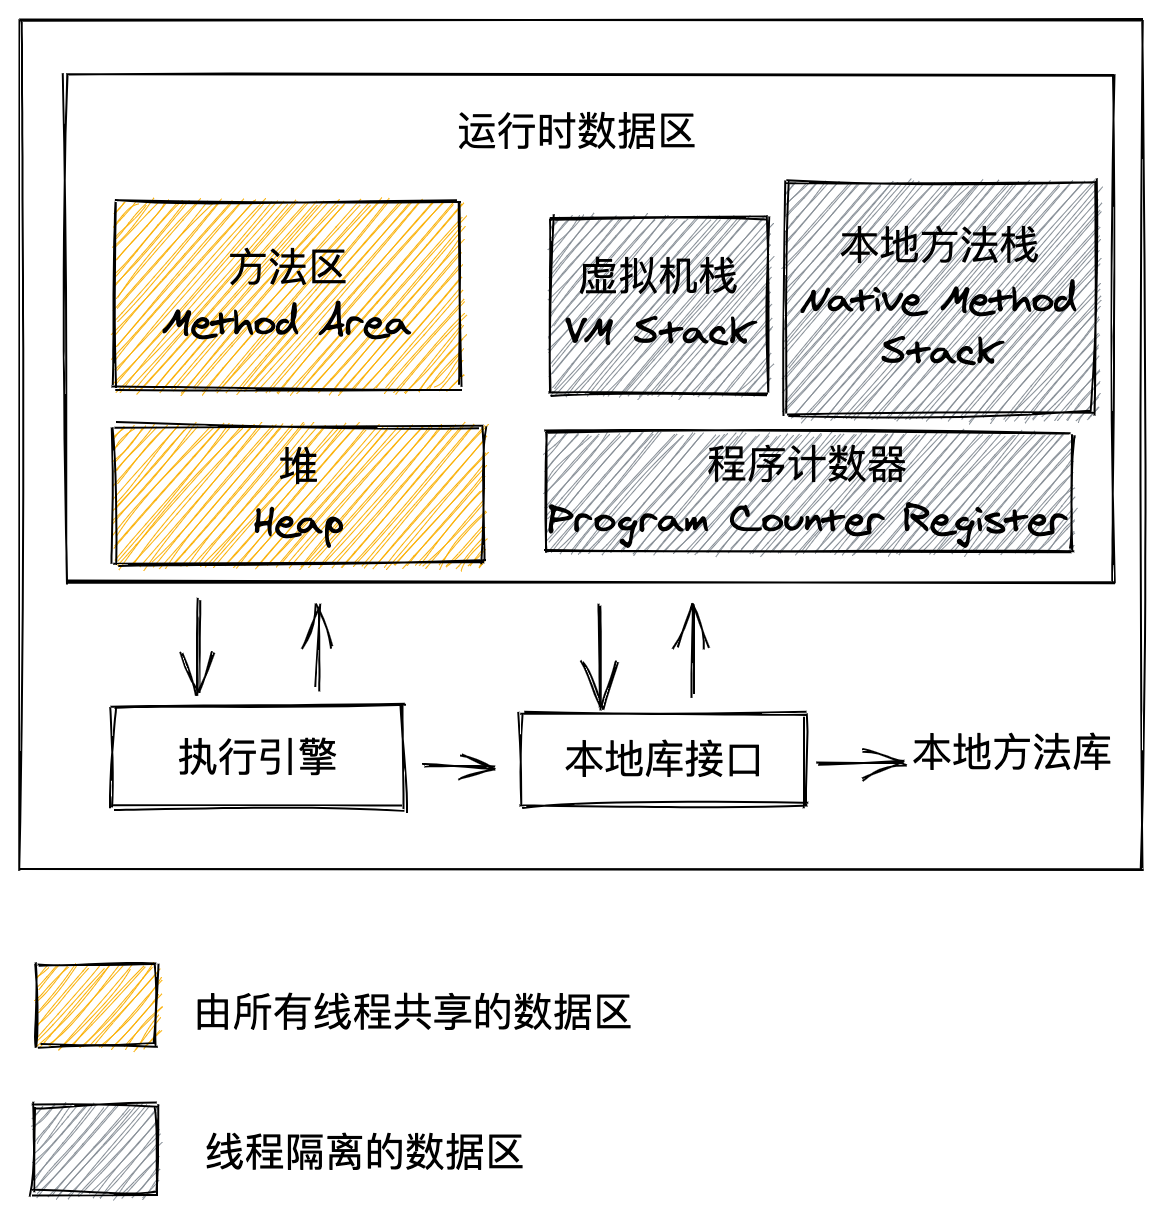 运行时数据区
方法区
Method Area
虚拟机栈
VM Stack
本地方法栈
Native Method
Stack
堆
Heap
程序计数器
Program Counter Register
执行引擎
本地库接口
本地方法库
由所有线程共享的数据区
线程隔离的数据区